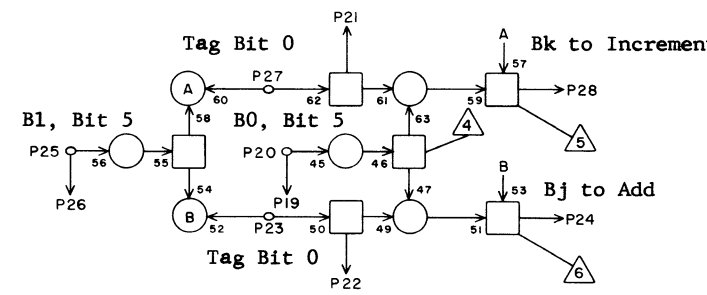 P21
Tag Bit 0
A
Bk to Increment
57
P27
A
60
62
61
59
P28
58
63
4
5
B1, Bit 5
B0, Bit 5
P25
56
55
P20
45
46
P26
54
P19
47
B
53
Bj to Add
B
52
P23
50
49
51
P24
Tag Bit 0
P22
6